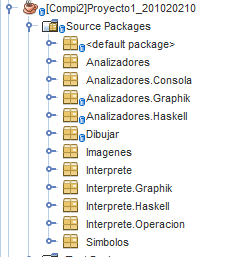 [Compi2]Proyecto1_201020210
Source Packages
<default package>
Analizadores
Analizadores.Consola
Analizadores.Graphik
Analizadores.Haskell
Dibujar
Imagenes
Interprete
Interprete.Graphik
Interprete.Haskell
Interprete.Operacion
Simbolos